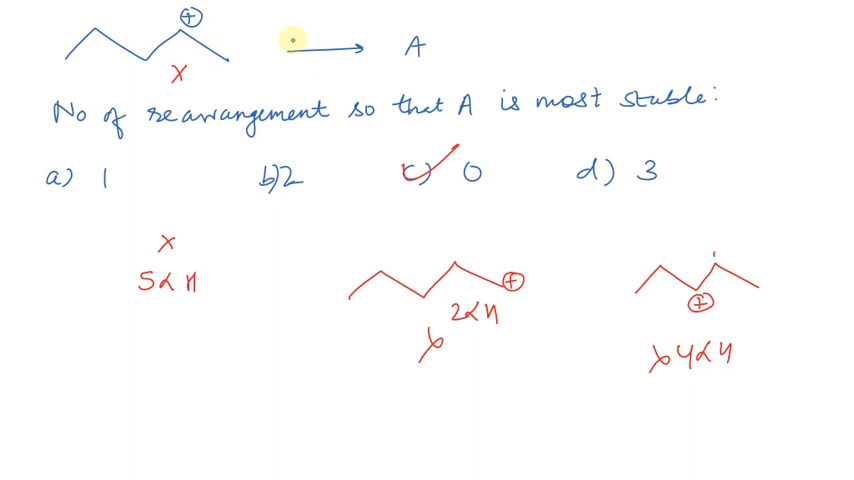 ⊕
X
A
No of rearrangement so that A is most stable:
a) 1 b) 2 c) 0 d) 3
X
5αH
⊕
2αH
⊕
4αH